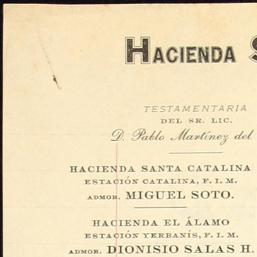 HACIENDA S
TESTAMENTARIA
DEL SR. LIC.
D. Pablo Martínez del
HACIENDA SANTA CATALINA
ESTACIÓN CATALINA, F. I. M.
ADMOR. MIGUEL SOTO.
HACIENDA EL ÁLAMO
ESTACIÓN YERBANÍS, F. I. M.
ADMOR. DIONISIO SALAS H.